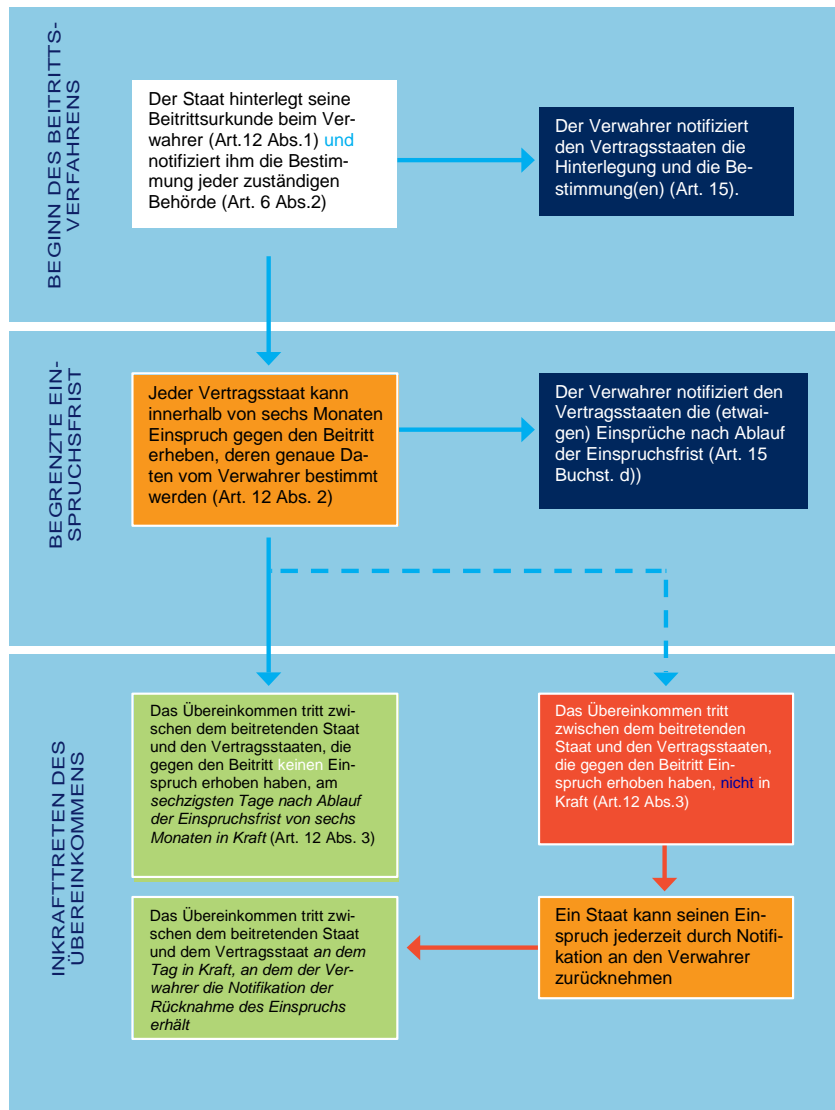 BEGINN DES BEITRITTS-
VERFAHRENS
Der Staat hinterlegt seine
Beitrittsurkunde beim Ver-
wahrer (Art.12 Abs.1) und
notifiziert ihm die Bestim-
mung jeder zuständigen
Behörde (Art. 6 Abs.2)
Der Verwahrer notifiziert
den Vertragsstaaten die
Hinterlegung und die Be-
stimmung(en) (Art. 15).
BEGRENZTE EIN-
SPRUCHSFRIST
Jeder Vertragsstaat kann
innerhalb von sechs Monaten
Einspruch gegen den Beitritt
erheben, deren genaue Da-
ten vom Verwahrer bestimmt
werden (Art. 12 Abs. 2)
Der Verwahrer notifiziert den
Vertragsstaaten die (etwai-
gen) Einsprüche nach Ablauf
der Einspruchsfrist (Art. 15
Buchst. d))
INKRAFTTRETEN DES
ÜBEREINKOMMENS
Das Übereinkommen tritt zwi-
schen dem beitretenden Staat
und den Vertragsstaaten, die
gegen den Beitritt keinen Ein-
spruch erhoben haben, am
sechzigsten Tage nach Ablauf
der Einspruchsfrist von sechs
Monaten in Kraft (Art. 12 Abs. 3)
Das Übereinkommen tritt
zwischen dem beitretenden
Staat und den Vertragsstaaten,
die gegen den Beitritt Ein-
spruch erhoben haben, nicht in
Kraft (Art.12 Abs.3)
Das Übereinkommen tritt zwi-
schen dem beitretenden Staat
und dem Vertragsstaat an dem
Tag in Kraft, an dem der Ver-
wahrer die Notifikation der
Rücknahme des Einspruchs
erhält
Ein Staat kann seinen Ein-
spruch jederzeit durch Notifi-
kation an den Verwahrer
zurücknehmen